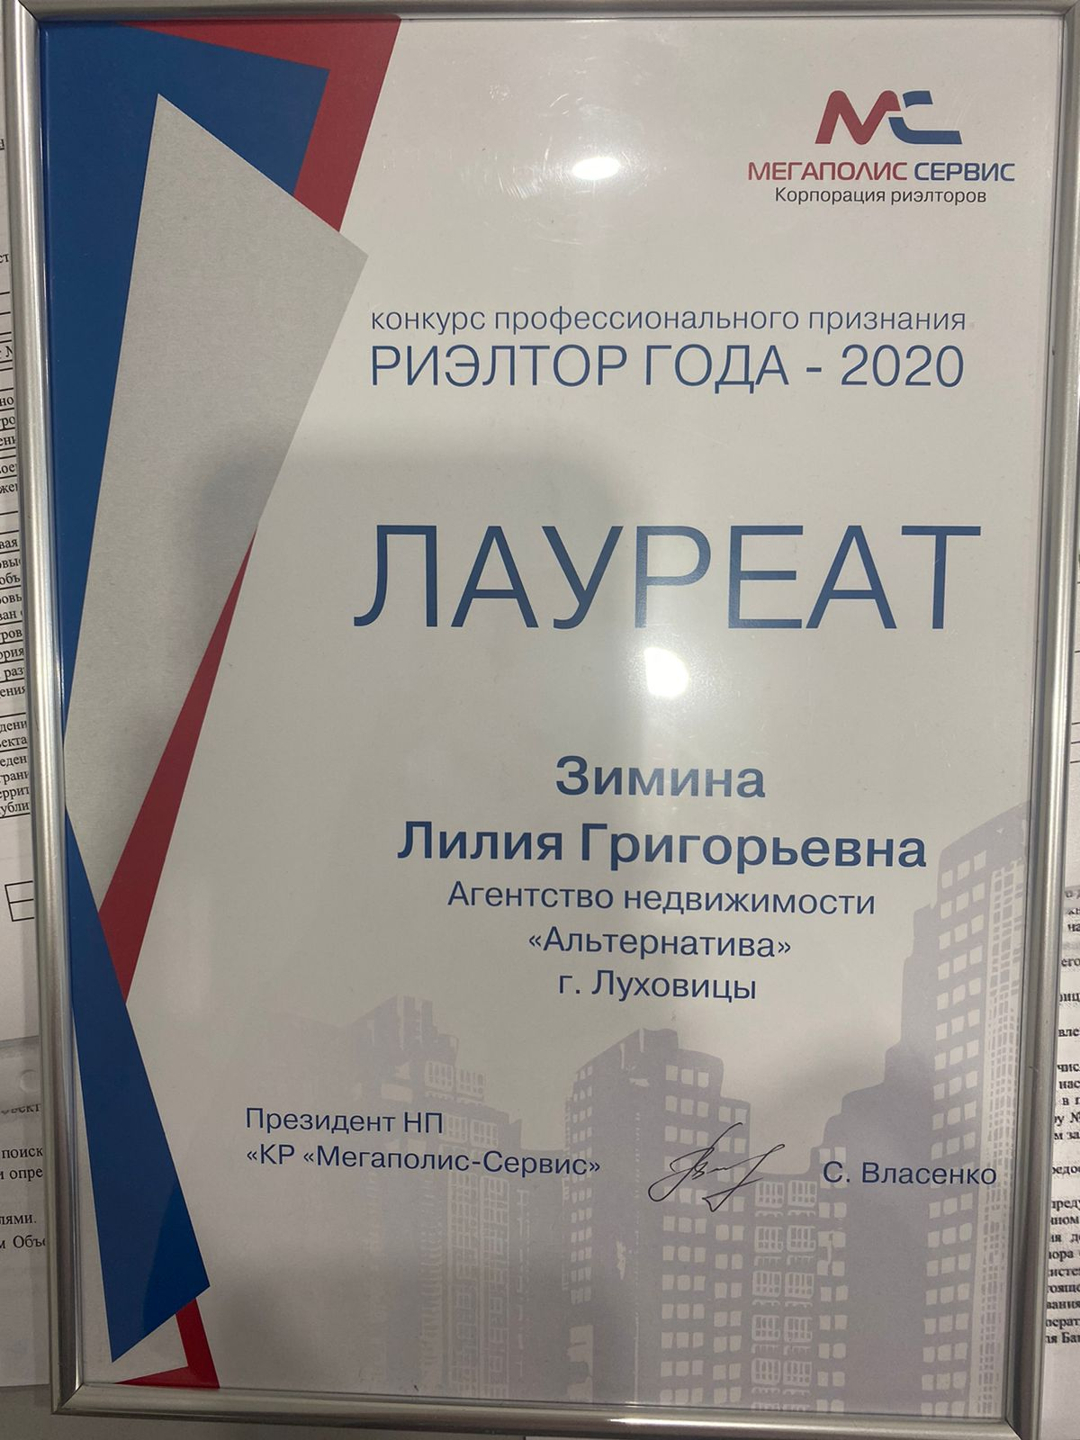 МС
МЕГАПОЛИС СЕРВИС
Корпорация риэлторов
конкурс профессионального признания
РИЭЛТОР ГОДА - 2020
ЛАУРЕАТ
Зимина
Лилия Григорьевна
Агентство недвижимости
«Альтернатива»
г. Луховицы
Президент НП
«КР «Мегаполис-Сервис»
С. Власенко